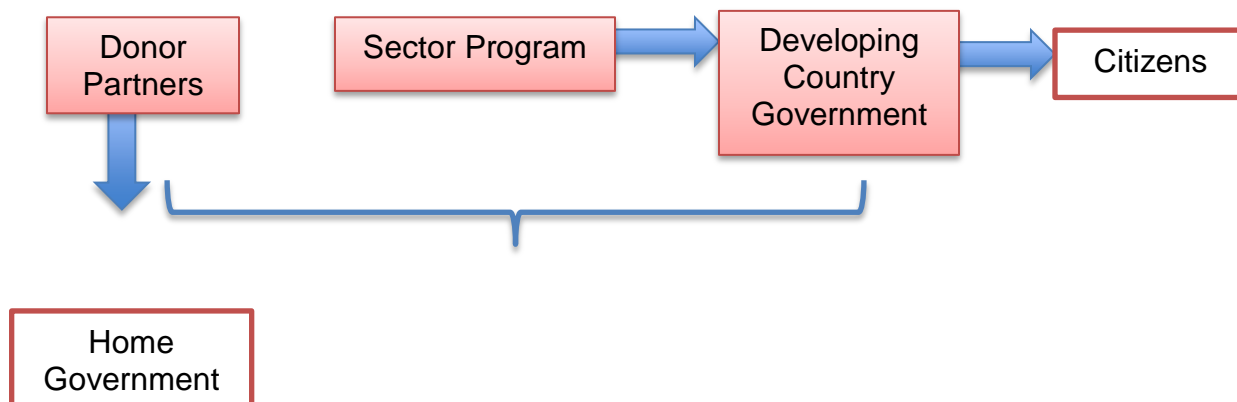 Donor
Partners
Sector Program
Developing
Country
Government
Citizens
Home
Government